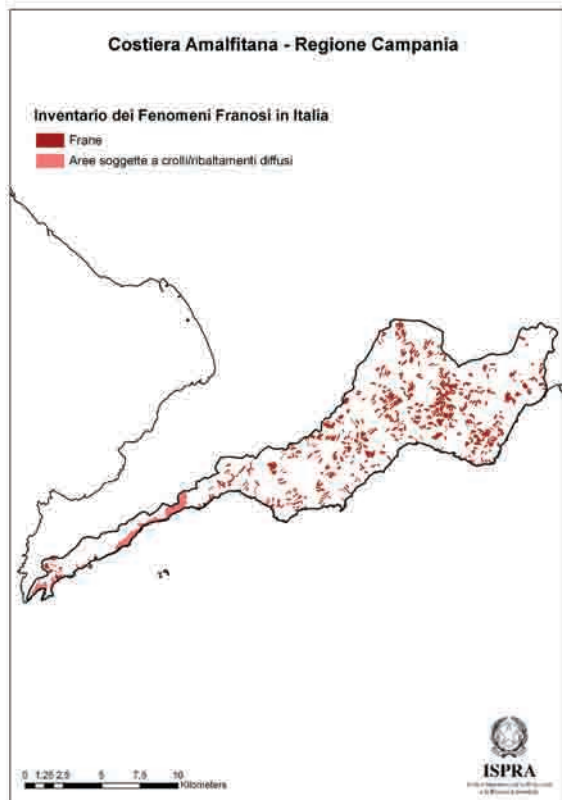 Costiera Amalfitana - Regione Campania
Inventario dei Fenomeni Franosi in Italia
Frane
Aree soggette a crolli/ribaltamenti diffusi
0 1.25 2.5 5 7.5 10
Kilometers
ISPRA